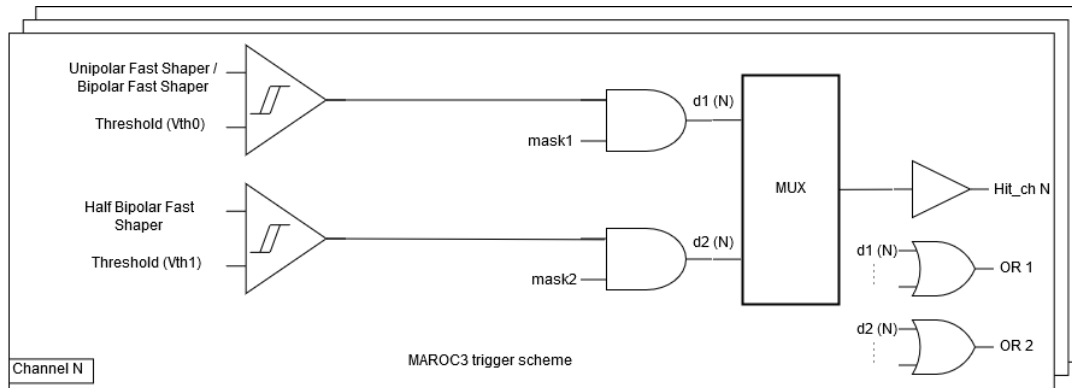 Unipolar Fast Shaper /
Bipolar Fast Shaper
Threshold (Vth0)
mask1
d1 (N)
MUX
Hit_ch N
Half Bipolar Fast
Shaper
Threshold (Vth1)
mask2
d2 (N)
d1 (N)
OR 1
d2 (N)
OR 2
MAROC3 trigger scheme
Channel N